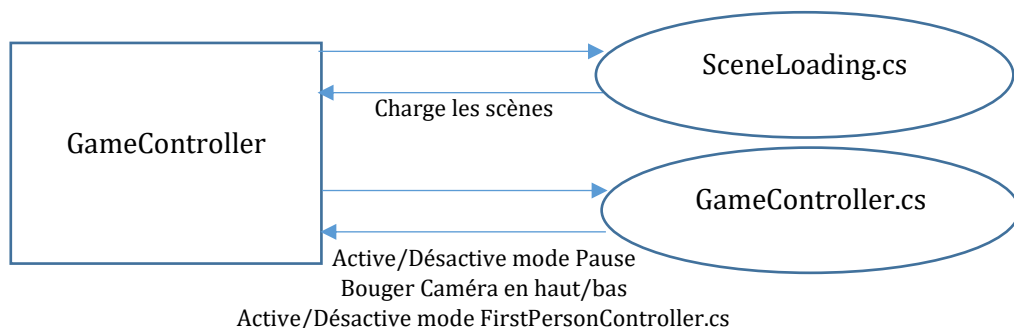 SceneLoading.cs
Charge les scènes
GameController
GameController.cs
Active/Désactive mode Pause
Bouger Caméra en haut/bas
Active/Désactive mode FirstPersonController.cs